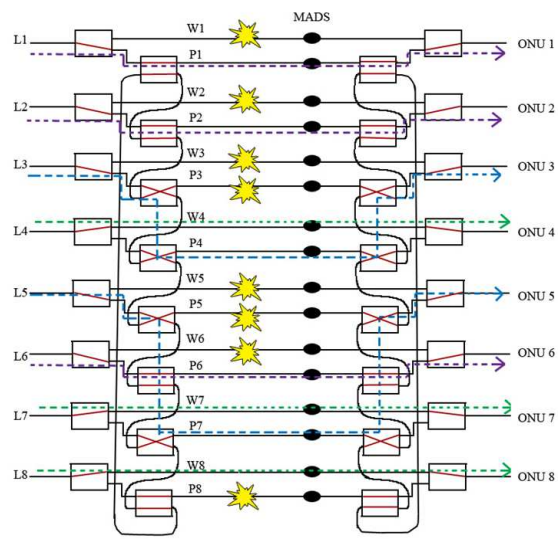 MADS
L1 W1 ONU 1
P1
L2 W2 ONU 2
P2
L3 W3 ONU 3
P3
L4 W4 ONU 4
P4
L5 W5 ONU 5
P5
L6 W6 ONU 6
P6
L7 W7 ONU 7
P7
L8 W8 ONU 8
P8